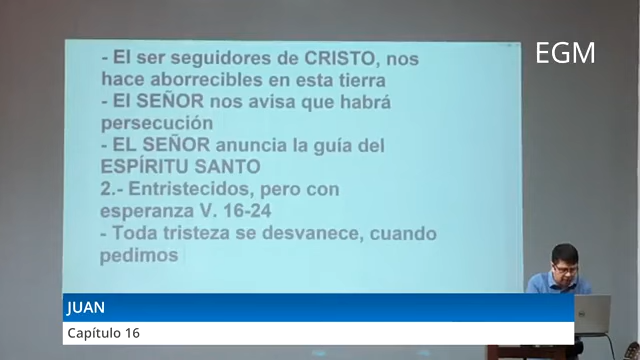 EGM
- El ser seguidores de CRISTO, nos
hace aborrecibles en esta tierra
- El SEÑOR nos avisa que habrá
persecución
- EL SEÑOR anuncia la guía del
ESPÍRITU SANTO
2.- Entristecidos, pero con
esperanza V. 16-24
- Toda tristeza se desvanece, cuando
pedimos
JUAN
Capítulo 16